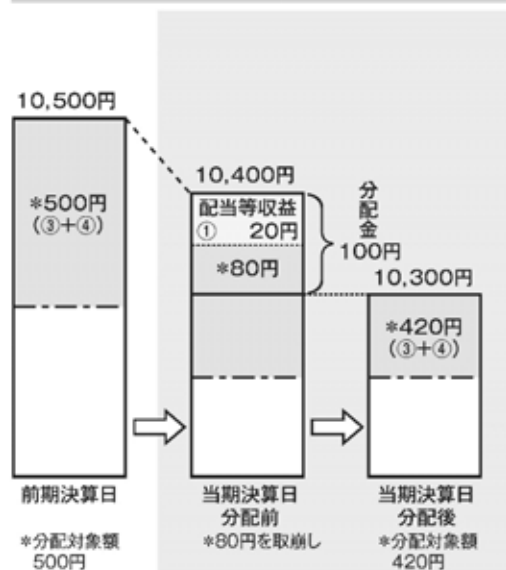 10,500円
*500円
(③+④)
10,400円
配当等収益
① 20円
*80円
分配金
100円
10,300円
*420円
(③+④)
前期決算日
*分配対象額
500円
当期決算日
分配前
*80円を取崩し
当期決算日
分配後
*分配対象額
420円